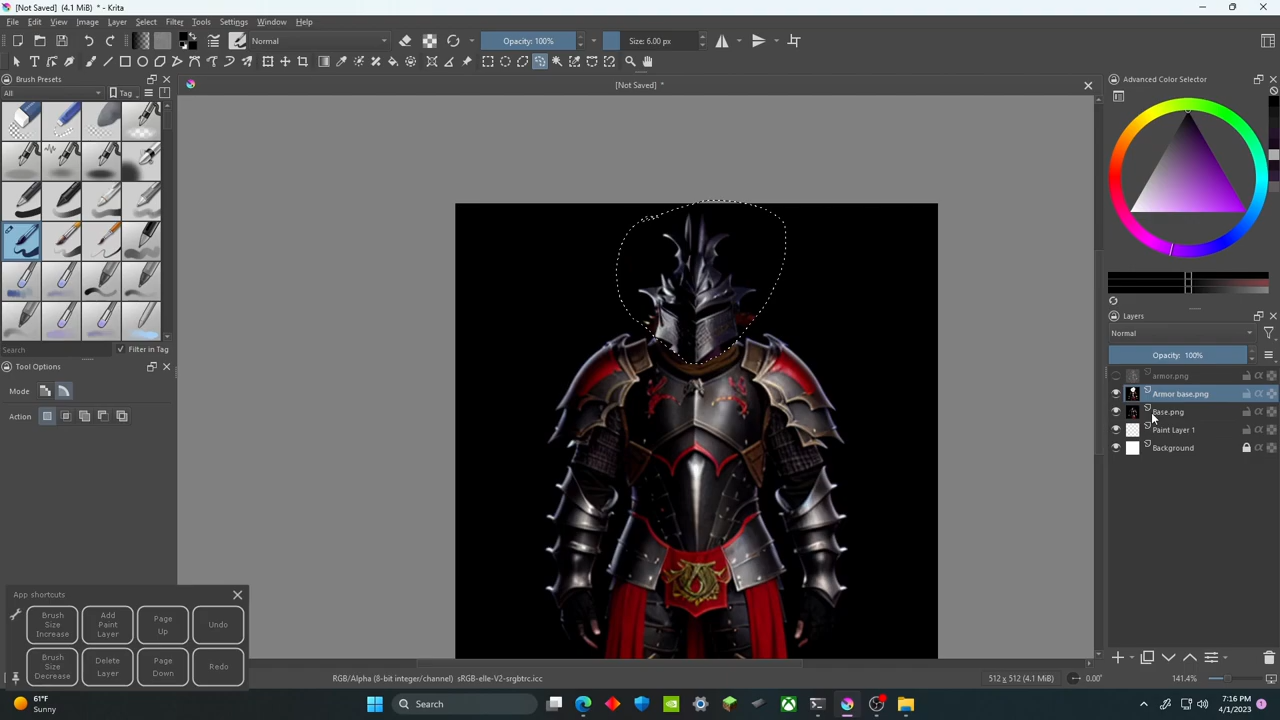 [Not Saved] (4.1 MiB) * - Krita
File Edit View Image Layer Select Filter Tools Settings Window Help
Normal
Opacity: 100%
Size: 6.00 px
Brush Presets
[Not Saved] *
Advanced Color Selector
All
Tag
Search
Filter in Tag
Tool Options
Mode
Action
Layers
Normal
Opacity: 100%
armor.png
Armor base.png
Base.png
Paint Layer 1
Background
App shortcuts
Brush Size Increase
Add Paint Layer
Page Up
Undo
Brush Size Decrease
Delete Layer
Page Down
Redo
RGB/Alpha (8-bit integer/channel) sRGB-elle-V2-srgbtrc.icc
512 x 512 (4.1 MiB)
0.00°
141.4%
61°F
Sunny
Search
7:16 PM
4/1/2023